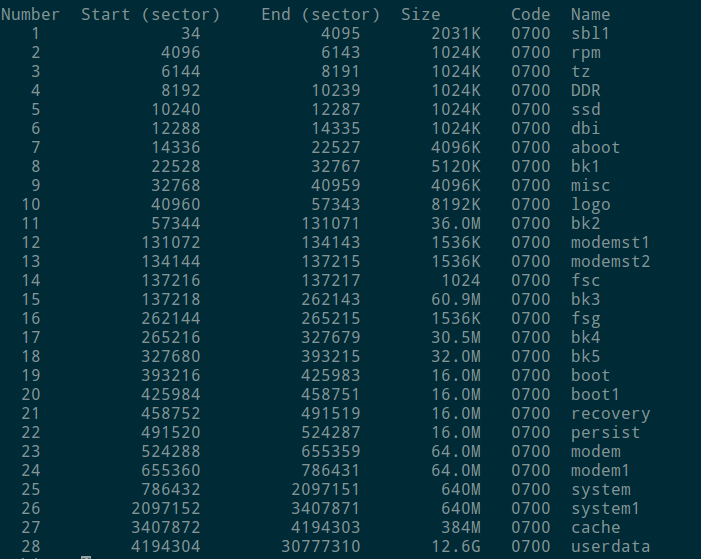 Number  Start (sector)    End (sector)  Size       Code  Name
   1              34            4095   2031K   0700  sbl1
   2            4096            6143   1024K   0700  rpm
   3            6144            8191   1024K   0700  tz
   4            8192           10239   1024K   0700  DDR
   5           10240           12287   1024K   0700  ssd
   6           12288           14335   1024K   0700  dbi
   7           14336           22527   4096K   0700  aboot
   8           22528           32767   5120K   0700  bk1
   9           32768           40959   4096K   0700  misc
  10           40960           57343   8192K   0700  logo
  11           57344          131071   36.0M   0700  bk2
  12          131072          134143   1536K   0700  modemst1
  13          134144          137215   1536K   0700  modemst2
  14          137216          137217   1024    0700  fsc
  15          137218          262143   60.9M   0700  bk3
  16          262144          265215   1536K   0700  fsg
  17          265216          327679   30.5M   0700  bk4
  18          327680          393215   32.0M   0700  bk5
  19          393216          425983   16.0M   0700  boot
  20          425984          458751   16.0M   0700  boot1
  21          458752          491519   16.0M   0700  recovery
  22          491520          524287   16.0M   0700  persist
  23          524288          655359   64.0M   0700  modem
  24          655360          786431   64.0M   0700  modem1
  25          786432         2097151   640M    0700  system
  26         2097152         3407871   640M    0700  system1
  27         3407872         4194303   384M    0700  cache
  28         4194304        30777310   12.6G   0700  userdata